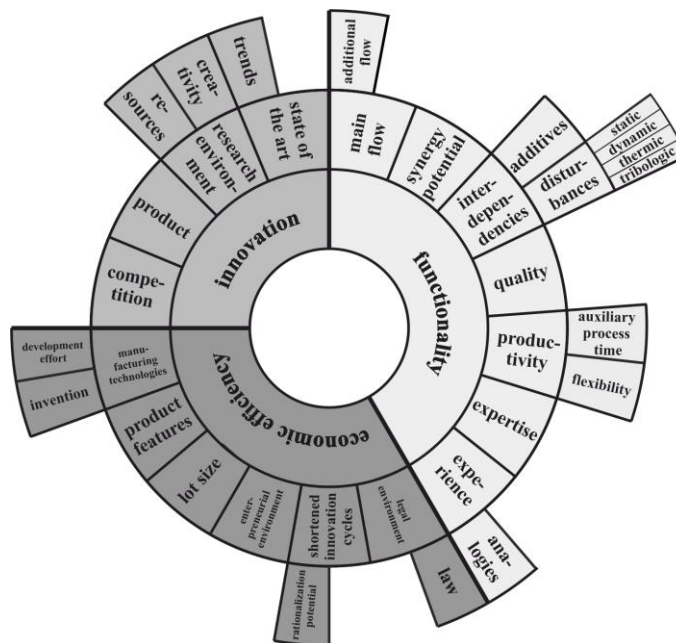 innovation
functionality
economic efficiency
state of
the art
research
environ-
ment
product
compe-
tition
trends
crea-
tivity
re-
sources
main
flow
additional
flow
synergy
potential
inter-
depen-
dencies
additives
distur-
bances
static
dynamic
thermic
tribologic
quality
produc-
tivity
auxiliary
process
time
flexibility
expertise
expe-
rience
ana-
logies
legal
environment
law
shortened
innovation
cycles
rationalization
potential
enter-
preneurial
environment
lot size
product
features
manu-
facturing
technologies
development
effort
invention